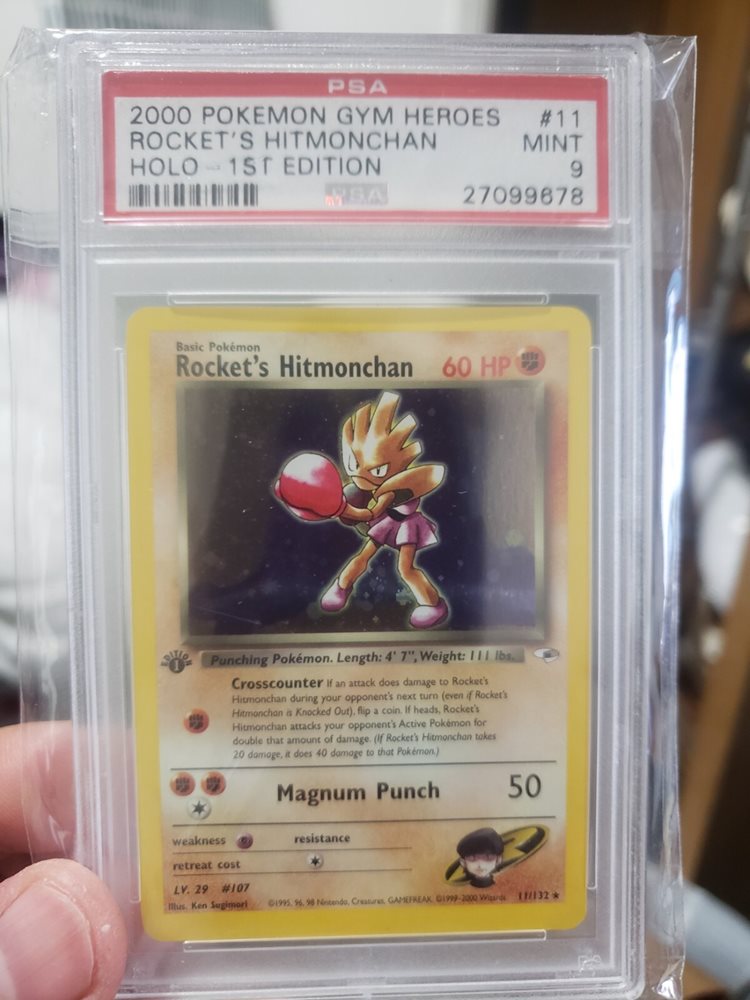 PSA
2000 POKEMON GYM HEROES #11
ROCKET'S HITMONCHAN MINT
HOLO - 1ST EDITION 9
PSA 27099678
Basic Pokémon
Rocket's Hitmonchan 60 HP
EDITION
1
Punching Pokémon. Length: 4' 7", Weight: 111 lbs.
Crosscounter If an attack does damage to Rocket's
Hitmonchan during your opponent's next turn (even if Rocket's
Hitmonchan is Knocked Out), flip a coin. If heads, Rocket's
Hitmonchan attacks your opponent's Active Pokémon for
double that amount of damage. (If Rocket's Hitmonchan takes
20 damage, it does 40 damage to that Pokémon.)
Magnum Punch 50
weakness resistance
retreat cost
LV. 29 #107
Illus. Ken Sugimori ©1995, 96, 98 Nintendo, Creatures, GAMEFREAK. ©1999-2000 Wizards. 11/132 ★